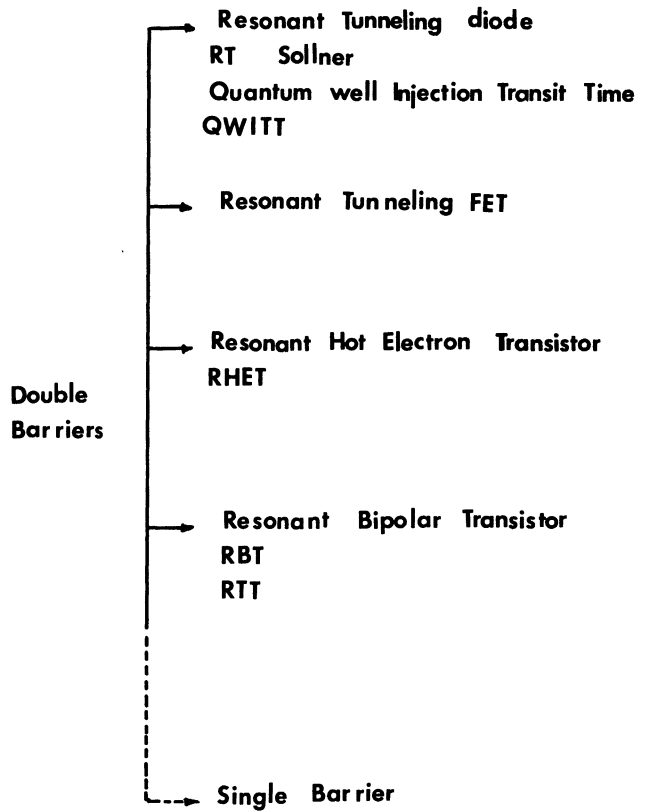 Resonant Tunneling diode
RT Sollner
Quantum well Injection Transit Time
QWITT
Resonant Tunneling FET
Resonant Hot Electron Transistor
RHET
Double
Barriers
Resonant Bipolar Transistor
RBT
RTT
Single Barrier